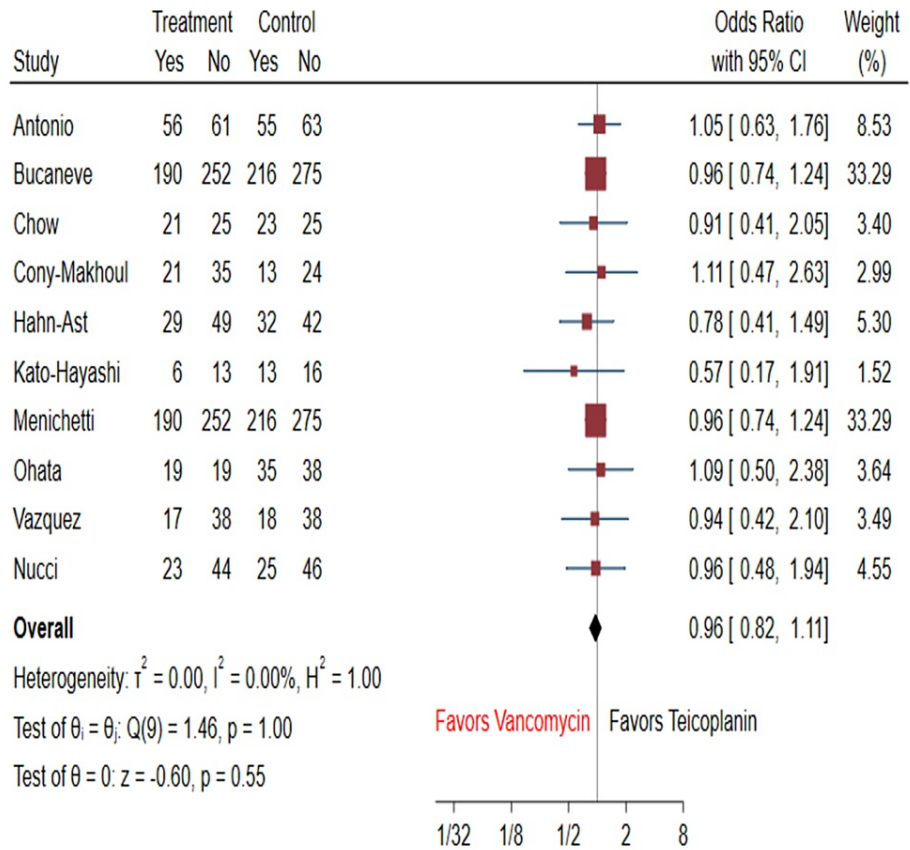 Treatment Control Odds Ratio Weight
Study Yes No Yes No with 95% CI (%)
Antonio 56 61 55 63 1.05 [ 0.63, 1.76] 8.53
Bucaneve 190 252 216 275 0.96 [ 0.74, 1.24] 33.29
Chow 21 25 23 25 0.91 [ 0.41, 2.05] 3.40
Cony-Makhoul 21 35 13 24 1.11 [ 0.47, 2.63] 2.99
Hahn-Ast 29 49 32 42 0.78 [ 0.41, 1.49] 5.30
Kato-Hayashi 6 13 13 16 0.57 [ 0.17, 1.91] 1.52
Menichetti 190 252 216 275 0.96 [ 0.74, 1.24] 33.29
Ohata 19 19 35 38 1.09 [ 0.50, 2.38] 3.64
Vazquez 17 38 18 38 0.94 [ 0.42, 2.10] 3.49
Nucci 23 44 25 46 0.96 [ 0.48, 1.94] 4.55
Overall 0.96 [ 0.82, 1.11]
Heterogeneity: τ² = 0.00, I² = 0.00%, H² = 1.00
Test of θᵢ = θⱼ: Q(9) = 1.46, p = 1.00
Favors Vancomycin Favors Teicoplanin
Test of θ = 0: z = -0.60, p = 0.55
1/32 1/8 1/2 2 8